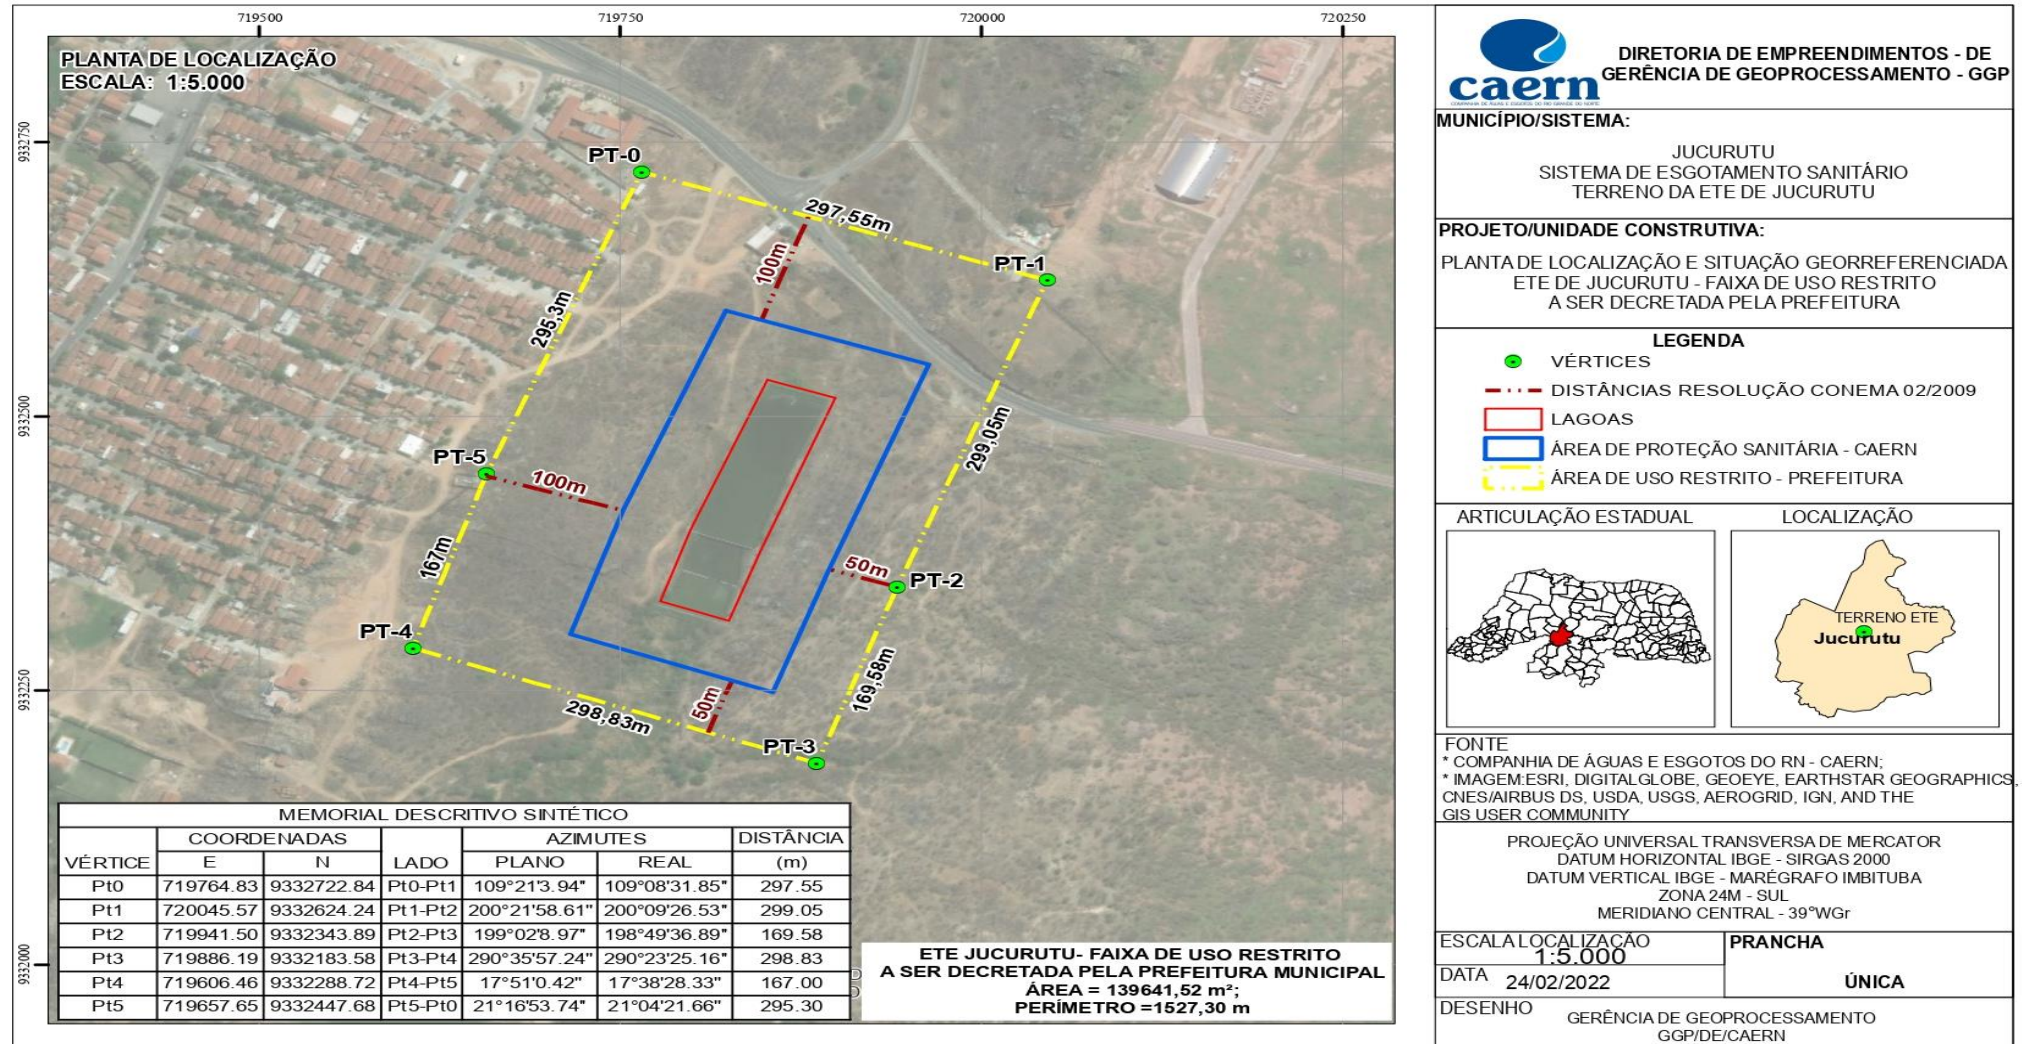 719500
719750
720000
720250
PLANTA DE LOCALIZAÇÃO
ESCALA: 1:5.000
9332750
9332500
9332250
9332000
PT-0
297,55m
100m
PT-1
295,3m
299,05m
PT-5
100m
167m
50m
PT-2
PT-4
169,58m
50m
298,83m
PT-3
MEMORIAL DESCRITIVO SINTÉTICO
VÉRTICE COORDENADAS LADO AZIMUTES DISTÂNCIA
E N PLANO REAL (m)
Pt0 719764.83 9332722.84 Pt0-Pt1 109°21'3.94" 109°08'31.85" 297.55
Pt1 720045.57 9332624.24 Pt1-Pt2 200°21'58.61" 200°09'26.53" 299.05
Pt2 719941.50 9332343.89 Pt2-Pt3 199°02'8.97" 198°49'36.89" 169.58
Pt3 719886.19 9332183.58 Pt3-Pt4 290°35'57.24" 290°23'25.16" 298.83
Pt4 719606.46 9332288.72 Pt4-Pt5 17°51'0.42" 17°38'28.33" 167.00
Pt5 719657.65 9332447.68 Pt5-Pt0 21°16'53.74" 21°04'21.66" 295.30
ETE JUCURUTU- FAIXA DE USO RESTRITO
A SER DECRETADA PELA PREFEITURA MUNICIPAL
ÁREA = 139641,52 m²;
PERÍMETRO =1527,30 m
caern
COMPANHIA DE ÁGUAS E ESGOTOS DO RIO GRANDE DO NORTE
DIRETORIA DE EMPREENDIMENTOS - DE
GERÊNCIA DE GEOPROCESSAMENTO - GGP
MUNICÍPIO/SISTEMA:
JUCURUTU
SISTEMA DE ESGOTAMENTO SANITÁRIO
TERRENO DA ETE DE JUCURUTU
PROJETO/UNIDADE CONSTRUTIVA:
PLANTA DE LOCALIZAÇÃO E SITUAÇÃO GEORREFERENCIADA
ETE DE JUCURUTU - FAIXA DE USO RESTRITO
A SER DECRETADA PELA PREFEITURA
LEGENDA
VÉRTICES
DISTÂNCIAS RESOLUÇÃO CONEMA 02/2009
LAGOAS
ÁREA DE PROTEÇÃO SANITÁRIA - CAERN
ÁREA DE USO RESTRITO - PREFEITURA
ARTICULAÇÃO ESTADUAL
LOCALIZAÇÃO
TERRENO ETE
Jucurutu
FONTE
* COMPANHIA DE ÁGUAS E ESGOTOS DO RN - CAERN;
* IMAGEM:ESRI, DIGITALGLOBE, GEOEYE, EARTHSTAR GEOGRAPHICS,
CNES/AIRBUS DS, USDA, USGS, AEROGRID, IGN, AND THE
GIS USER COMMUNITY
PROJEÇÃO UNIVERSAL TRANSVERSA DE MERCATOR
DATUM HORIZONTAL IBGE - SIRGAS 2000
DATUM VERTICAL IBGE - MARÉGRAFO IMBITUBA
ZONA 24M - SUL
MERIDIANO CENTRAL - 39°WGr
ESCALA LOCALIZAÇÃO
1:5.000
PRANCHA
ÚNICA
DATA 24/02/2022
DESENHO
GERÊNCIA DE GEOPROCESSAMENTO
GGP/DE/CAERN